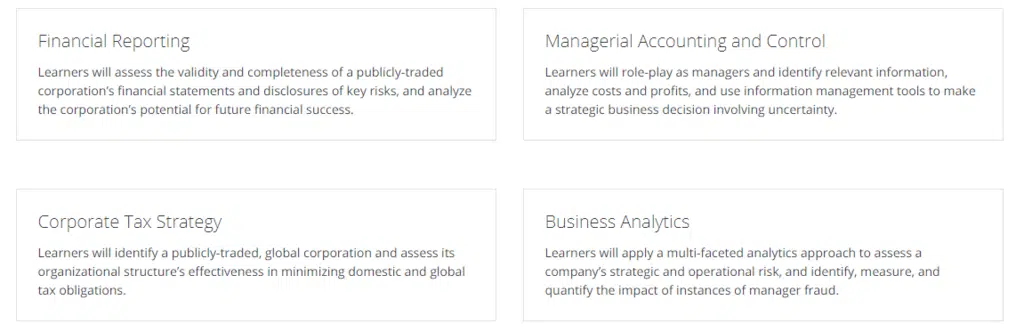 Financial Reporting
Learners will assess the validity and completeness of a publicly-traded
corporation's financial statements and disclosures of key risks, and analyze
the corporation's potential for future financial success.
Managerial Accounting and Control
Learners will role-play as managers and identify relevant information,
analyze costs and profits, and use information management tools to make
a strategic business decision involving uncertainty.
Corporate Tax Strategy
Learners will identify a publicly-traded, global corporation and assess its
organizational structure's effectiveness in minimizing domestic and global
tax obligations.
Business Analytics
Learners will apply a multi-faceted analytics approach to assess a
company's strategic and operational risk, and identify, measure, and
quantify the impact of instances of manager fraud.